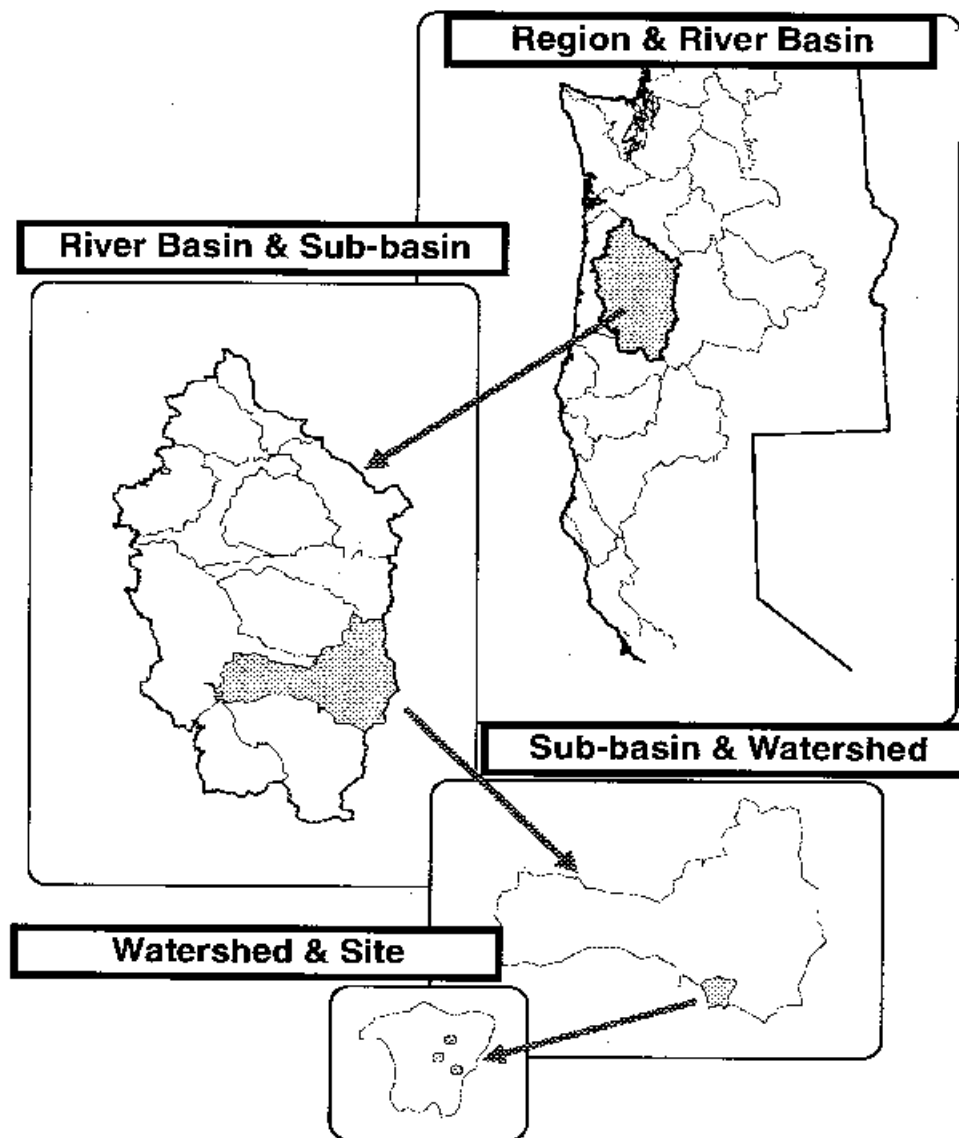 Region & River Basin
River Basin & Sub-basin
Sub-basin & Watershed
Watershed & Site